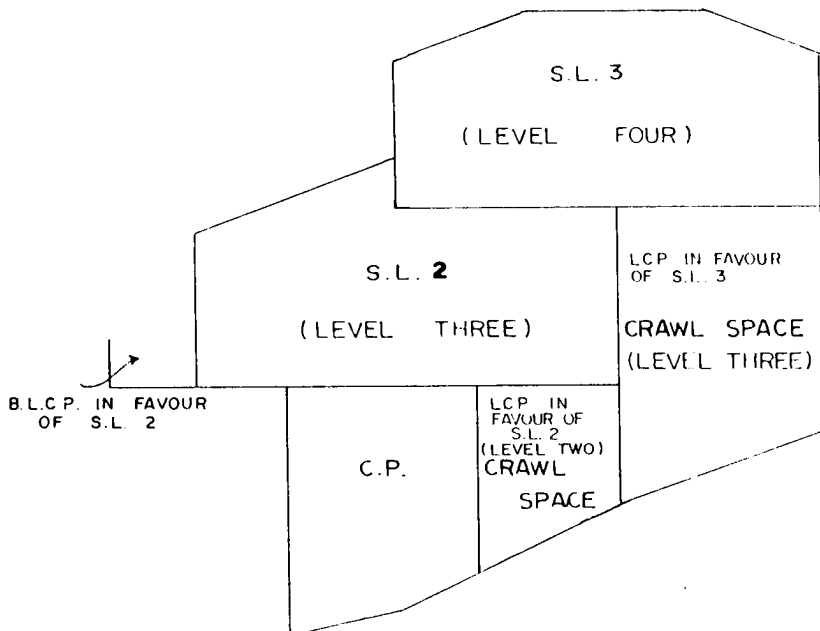 S.L. 3
(LEVEL FOUR)
LCP IN FAVOUR
OF S.L. 3
CRAWL SPACE
(LEVEL THREE)
S.L. 2
(LEVEL THREE)
B.L.C.P. IN FAVOUR
OF S.L. 2
C.P.
LCP IN
FAVOUR OF
S.L. 2
(LEVEL TWO)
CRAWL
SPACE